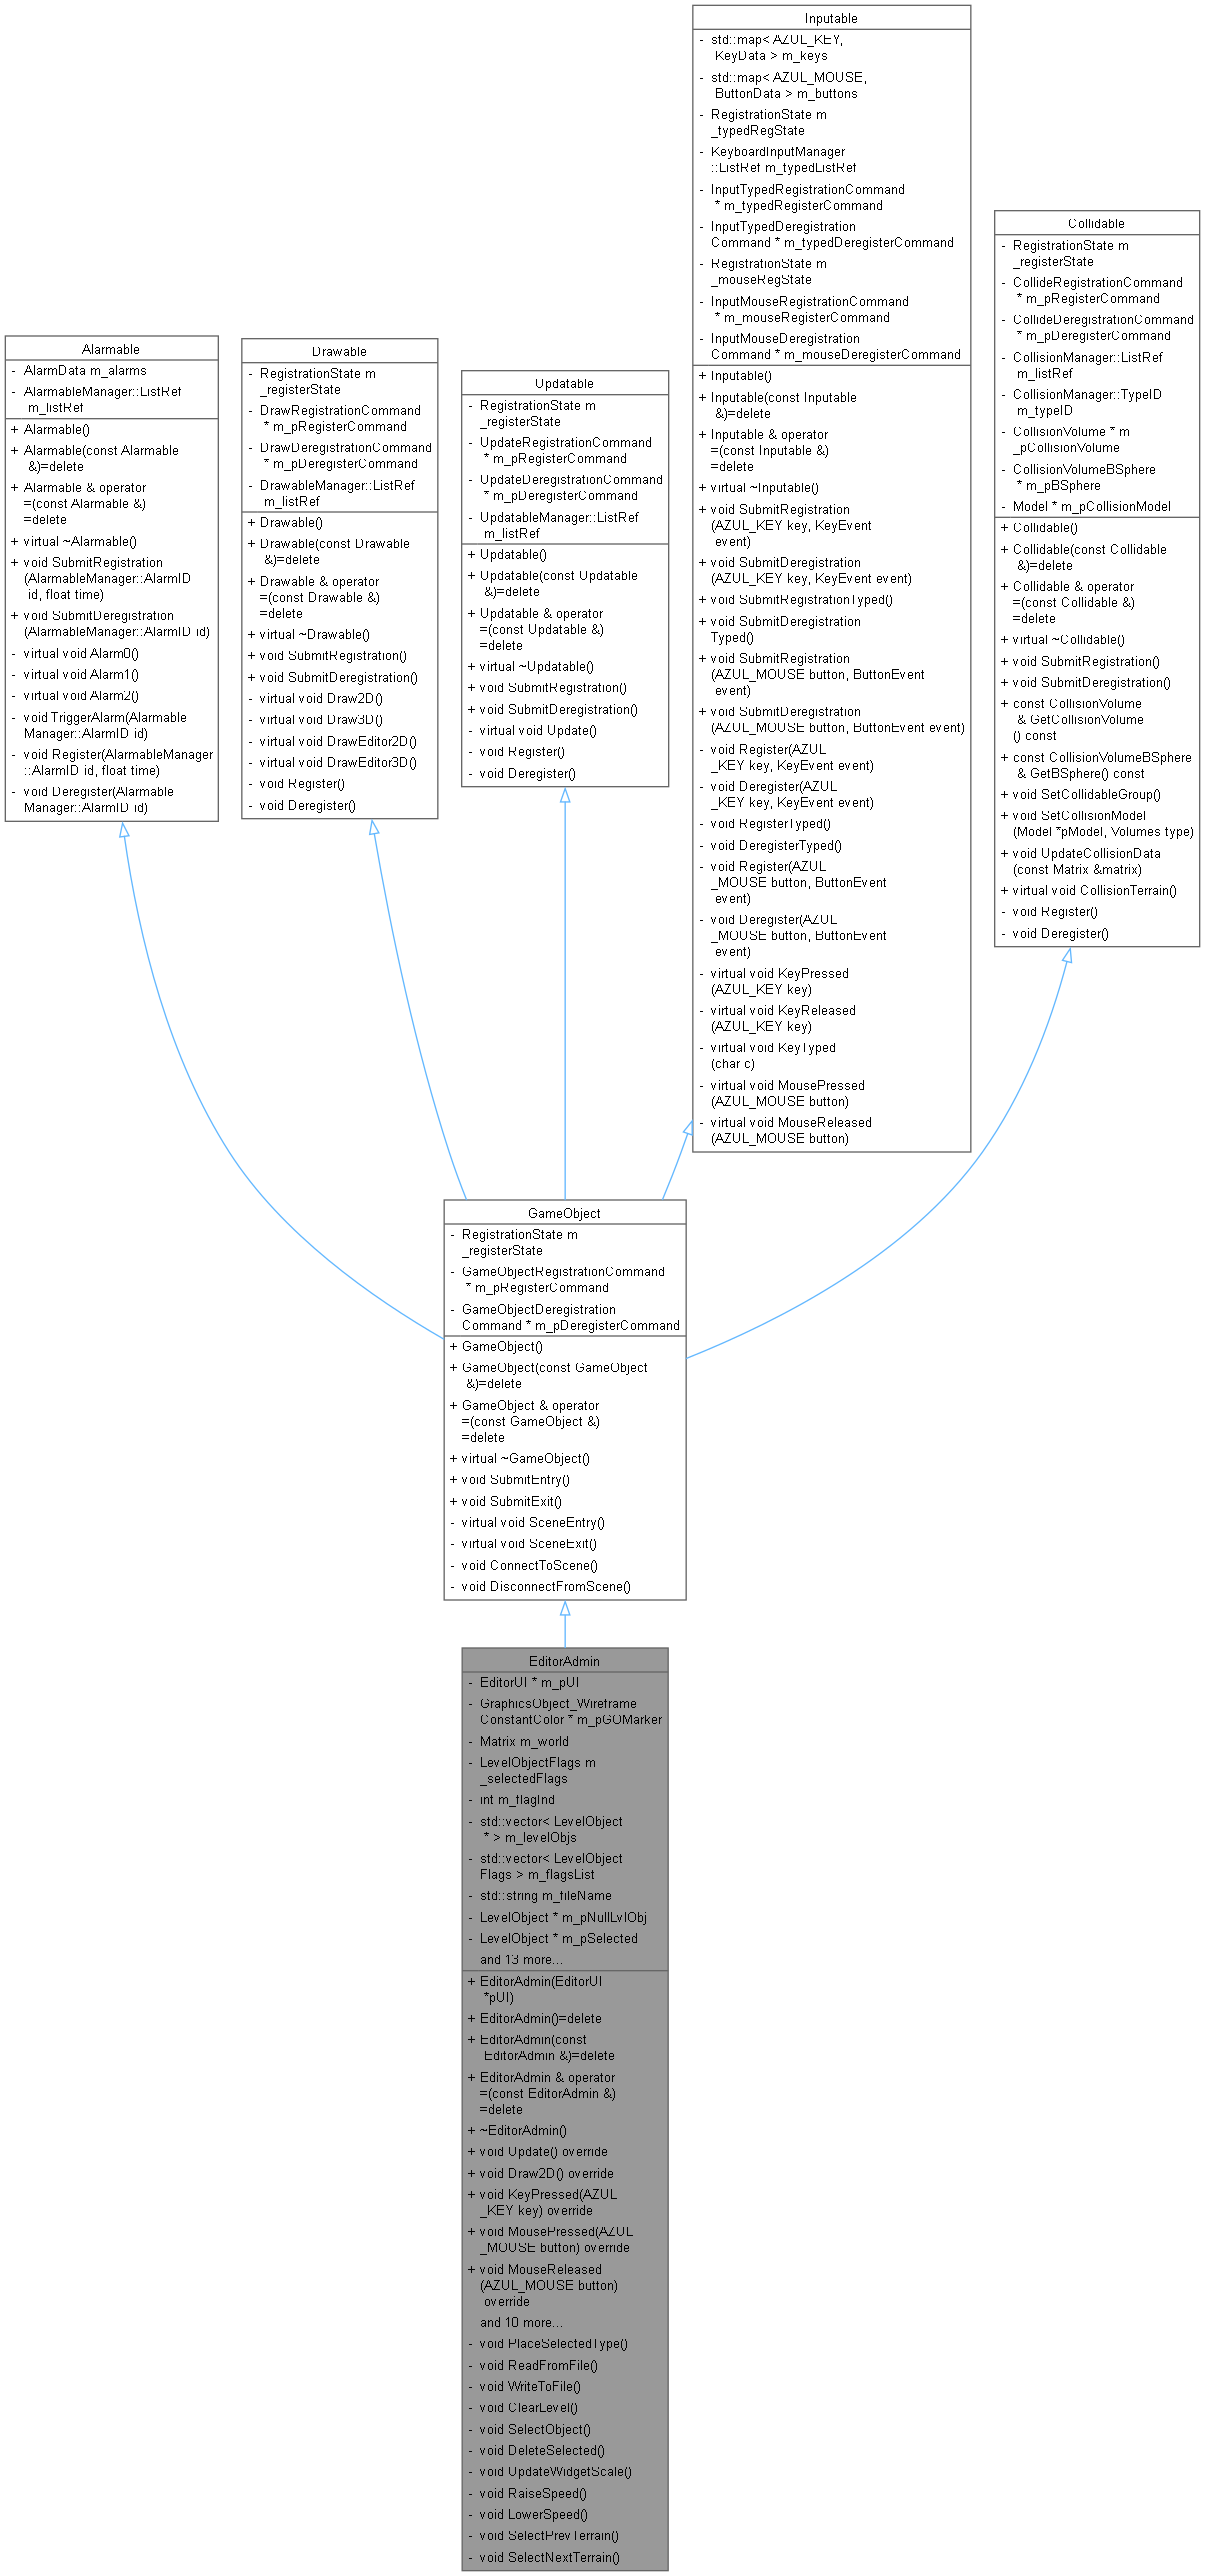 Alarmable
- AlarmData m_alarms
- AlarmableManager::ListRef
m_listRef
+ Alarmable()
+ Alarmable(const Alarmable
&)=delete
+ Alarmable & operator
=(const Alarmable &)
=delete
+ virtual ~Alarmable()
+ void SubmitRegistration
(AlarmableManager::AlarmID
id, float time)
+ void SubmitDeregistration
(AlarmableManager::AlarmID id)
- virtual void Alarm0()
- virtual void Alarm1()
- virtual void Alarm2()
- void TriggerAlarm(Alarmable
Manager::AlarmID id)
- void Register(AlarmableManager
::AlarmID id, float time)
- void Deregister(Alarmable
Manager::AlarmID id)
Drawable
- RegistrationState m
_registerState
- DrawRegistrationCommand
* m_pRegisterCommand
- DrawDeregistrationCommand
* m_pDeregisterCommand
- DrawableManager::ListRef
m_listRef
+ Drawable()
+ Drawable(const Drawable
&)=delete
+ Drawable & operator
=(const Drawable &)
=delete
+ virtual ~Drawable()
+ void SubmitRegistration()
+ void SubmitDeregistration()
- virtual void Draw2D()
- virtual void Draw3D()
- virtual void DrawEditor2D()
- virtual void DrawEditor3D()
- void Register()
- void Deregister()
Updatable
- RegistrationState m
_registerState
- UpdateRegistrationCommand
* m_pRegisterCommand
- UpdateDeregistrationCommand
* m_pDeregisterCommand
- UpdatableManager::ListRef
m_listRef
+ Updatable()
+ Updatable(const Updatable
&)=delete
+ Updatable & operator
=(const Updatable &)
=delete
+ virtual ~Updatable()
+ void SubmitRegistration()
+ void SubmitDeregistration()
- virtual void Update()
- void Register()
- void Deregister()
Inputable
- std::map< AZUL_KEY,
KeyData > m_keys
- std::map< AZUL_MOUSE,
ButtonData > m_buttons
- RegistrationState m
_typedRegState
- KeyboardInputManager
::ListRef m_typedListRef
- InputTypedRegistrationCommand
* m_typedRegisterCommand
- InputTypedDeregistration
Command * m_typedDeregisterCommand
- RegistrationState m
_mouseRegState
- InputMouseRegistrationCommand
* m_mouseRegisterCommand
- InputMouseDeregistration
Command * m_mouseDeregisterCommand
+ Inputable()
+ Inputable(const Inputable
&)=delete
+ Inputable & operator
=(const Inputable &)
=delete
+ virtual ~Inputable()
+ void SubmitRegistration
(AZUL_KEY key, KeyEvent
event)
+ void SubmitDeregistration
(AZUL_KEY key, KeyEvent event)
+ void SubmitRegistrationTyped()
+ void SubmitDeregistration
Typed()
+ void SubmitRegistration
(AZUL_MOUSE button, ButtonEvent
event)
+ void SubmitDeregistration
(AZUL_MOUSE button, ButtonEvent event)
- void Register(AZUL
_KEY key, KeyEvent event)
- void Deregister(AZUL
_KEY key, KeyEvent event)
- void RegisterTyped()
- void DeregisterTyped()
- void Register(AZUL
_MOUSE button, ButtonEvent
event)
- void Deregister(AZUL
_MOUSE button, ButtonEvent
event)
- virtual void KeyPressed
(AZUL_KEY key)
- virtual void KeyReleased
(AZUL_KEY key)
- virtual void KeyTyped
(char c)
- virtual void MousePressed
(AZUL_MOUSE button)
- virtual void MouseReleased
(AZUL_MOUSE button)
Collidable
- RegistrationState m
_registerState
- CollideRegistrationCommand
* m_pRegisterCommand
- CollideDeregistrationCommand
* m_pDeregisterCommand
- CollisionManager::ListRef
m_listRef
- CollisionManager::TypeID
m_typeID
- CollisionVolume * m
_pCollisionVolume
- CollisionVolumeBSphere
* m_pBSphere
- Model * m_pCollisionModel
+ Collidable()
+ Collidable(const Collidable
&)=delete
+ Collidable & operator
=(const Collidable &)
=delete
+ virtual ~Collidable()
+ void SubmitRegistration()
+ void SubmitDeregistration()
+ const CollisionVolume
& GetCollisionVolume
() const
+ const CollisionVolumeBSphere
& GetBSphere() const
+ void SetCollidableGroup()
+ void SetCollisionModel
(Model *pModel, Volumes type)
+ void UpdateCollisionData
(const Matrix &matrix)
+ virtual void CollisionTerrain()
- void Register()
- void Deregister()
GameObject
- RegistrationState m
_registerState
- GameObjectRegistrationCommand
* m_pRegisterCommand
- GameObjectDeregistration
Command * m_pDeregisterCommand
+ GameObject()
+ GameObject(const GameObject
&)=delete
+ GameObject & operator
=(const GameObject &)
=delete
+ virtual ~GameObject()
+ void SubmitEntry()
+ void SubmitExit()
- virtual void SceneEntry()
- virtual void SceneExit()
- void ConnectToScene()
- void DisconnectFromScene()
EditorAdmin
- EditorUI * m_pUI
- GraphicsObject_Wireframe
ConstantColor * m_pGOMarker
- Matrix m_world
- LevelObjectFlags m
_selectedFlags
- int m_flagInd
- std::vector< LevelObject
* > m_levelObjs
- std::vector< LevelObject
Flags > m_flagsList
- std::string m_fileName
- LevelObject * m_pNullLvlObj
- LevelObject * m_pSelected
and 13 more...
+ EditorAdmin(EditorUI
*pUI)
+ EditorAdmin()=delete
+ EditorAdmin(const
EditorAdmin &)=delete
+ EditorAdmin & operator
=(const EditorAdmin &)
=delete
+ ~EditorAdmin()
+ void Update() override
+ void Draw2D() override
+ void KeyPressed(AZUL
_KEY key) override
+ void MousePressed(AZUL
_MOUSE button) override
+ void MouseReleased
(AZUL_MOUSE button)
override
and 10 more...
- void PlaceSelectedType()
- void ReadFromFile()
- void WriteToFile()
- void ClearLevel()
- void SelectObject()
- void DeleteSelected()
- void UpdateWidgetScale()
- void RaiseSpeed()
- void LowerSpeed()
- void SelectPrevTerrain()
- void SelectNextTerrain()